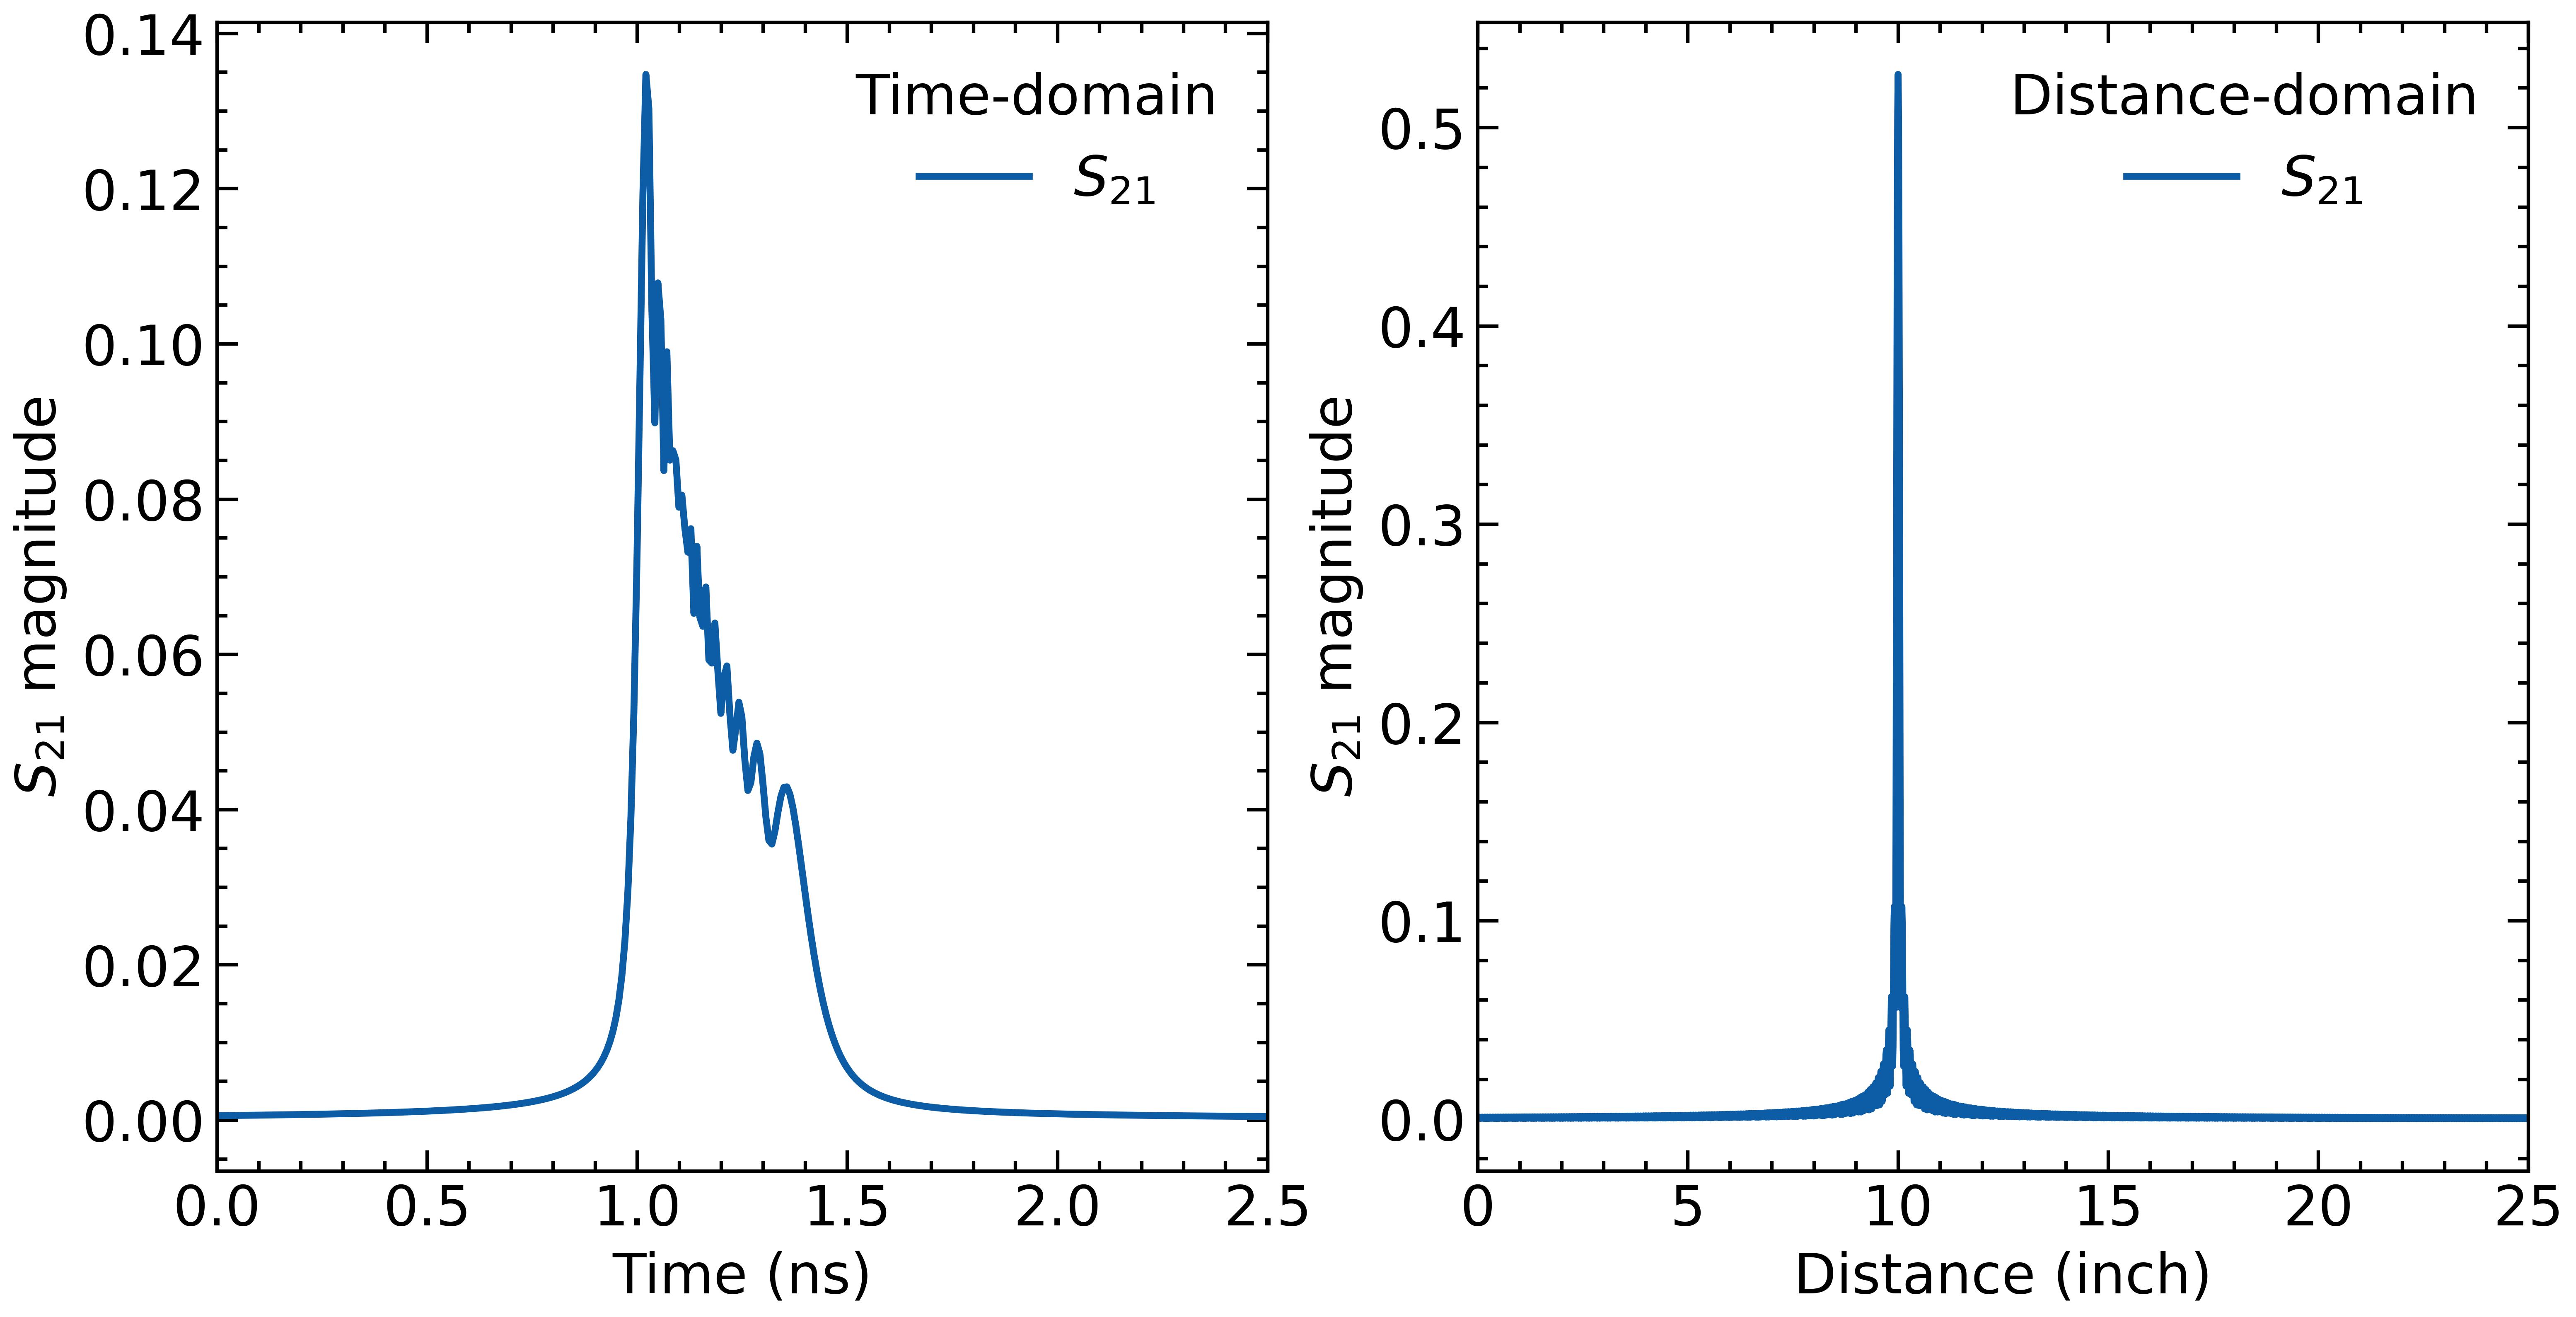 Time-domain
S21
0.14
0.12
0.10
0.08
0.06
0.04
0.02
0.00
S21 magnitude
0.0 0.5 1.0 1.5 2.0 2.5
Time (ns)
Distance-domain
S21
0.5
0.4
0.3
0.2
0.1
0.0
S21 magnitude
0 5 10 15 20 25
Distance (inch)